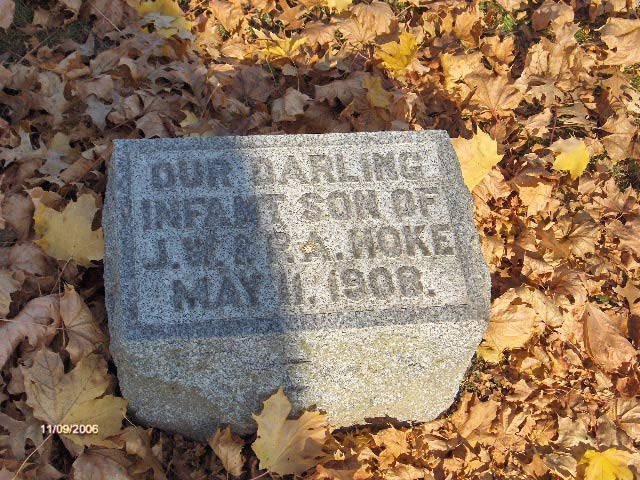 OUR DARLING
INFANT SON OF
J. W. & P. A. HOKE
MAY 11, 1908.
11/09/2006